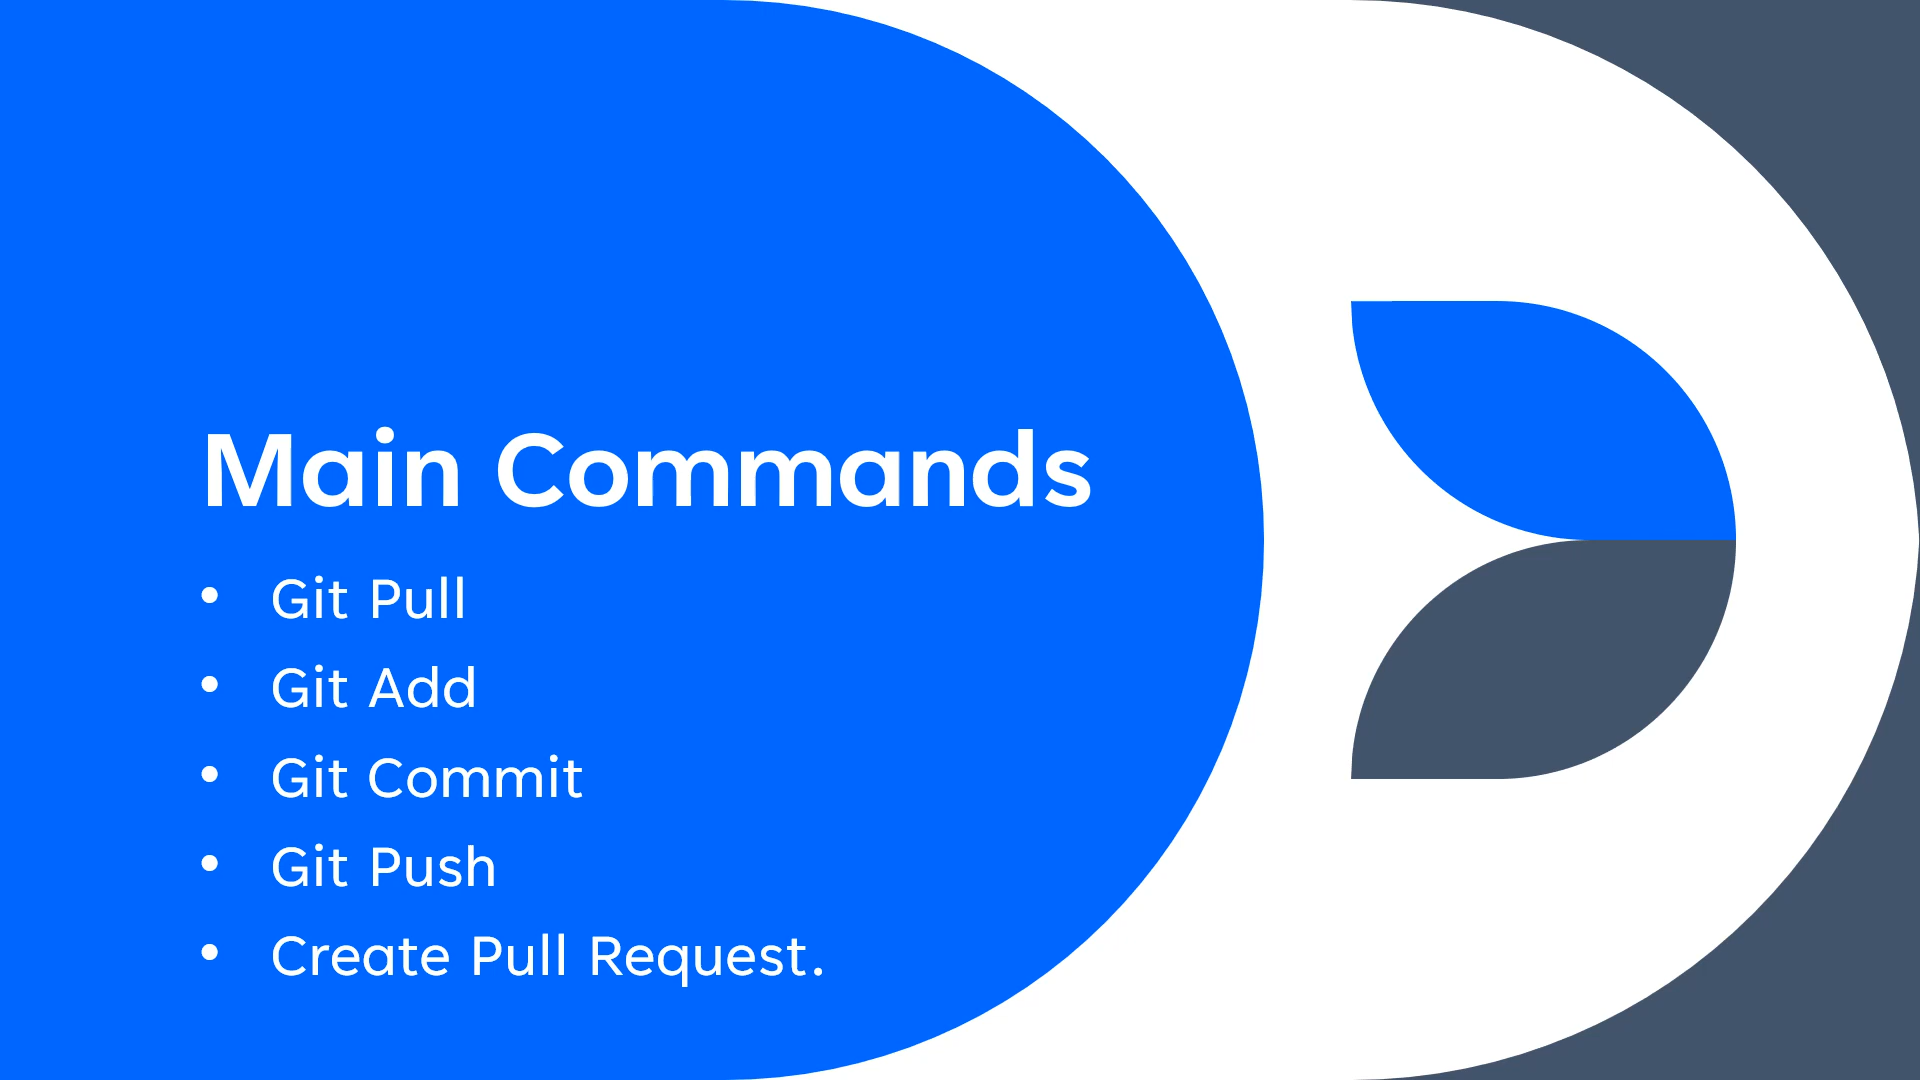 Main Commands
• Git Pull
• Git Add
• Git Commit
• Git Push
• Create Pull Request.